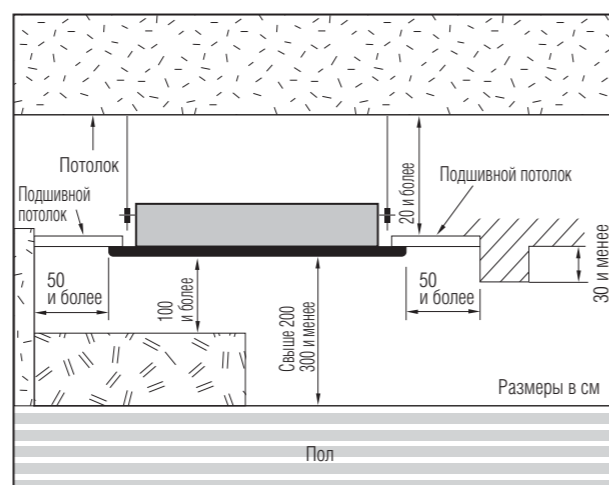 Потолок
Подшивной
потолок
20 и более
Подшивной потолок
50
и более
100
и более
Свыше 200
300 и менее
50
и более
30 и менее
Размеры в см
Пол